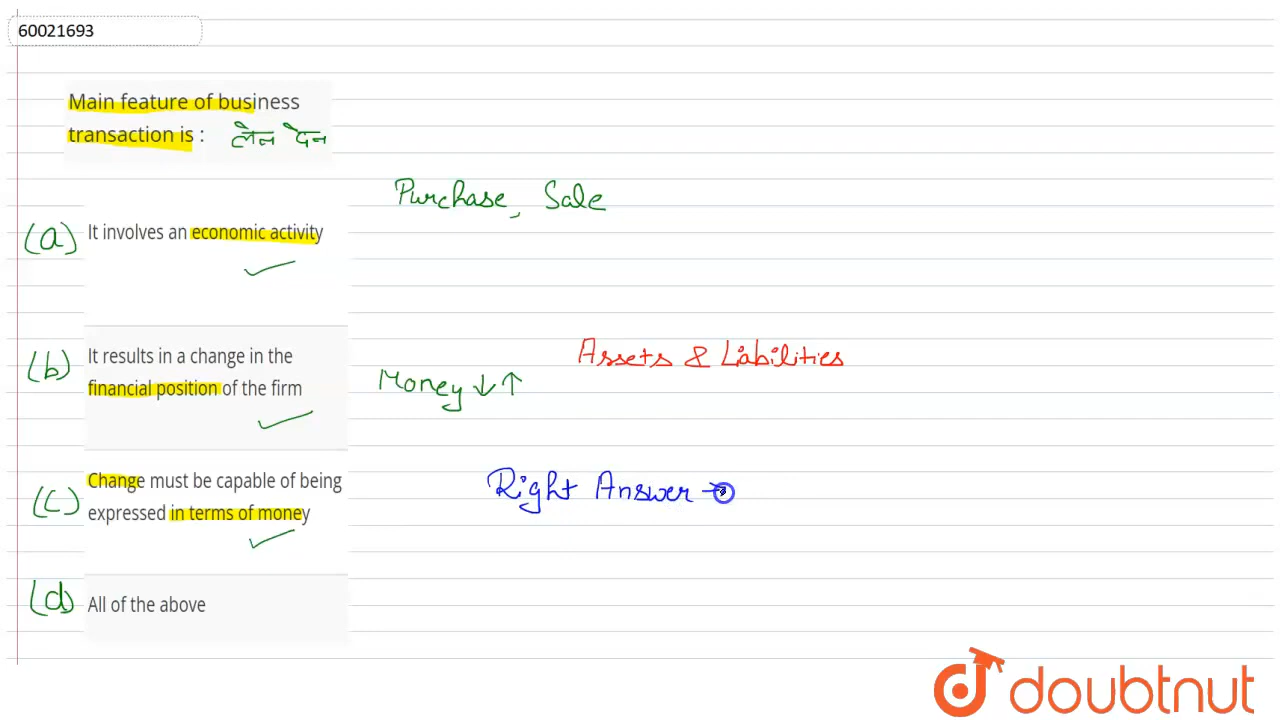 60021693
Main feature of business
transaction is : लेन देन
Purchase, Sale
(a) It involves an economic activity
(b) It results in a change in the
financial position of the firm
Assets & Liabilities
Money ↓ ↑
(c) Change must be capable of being
expressed in terms of money
Right Answer →
(d) All of the above
doubtnut